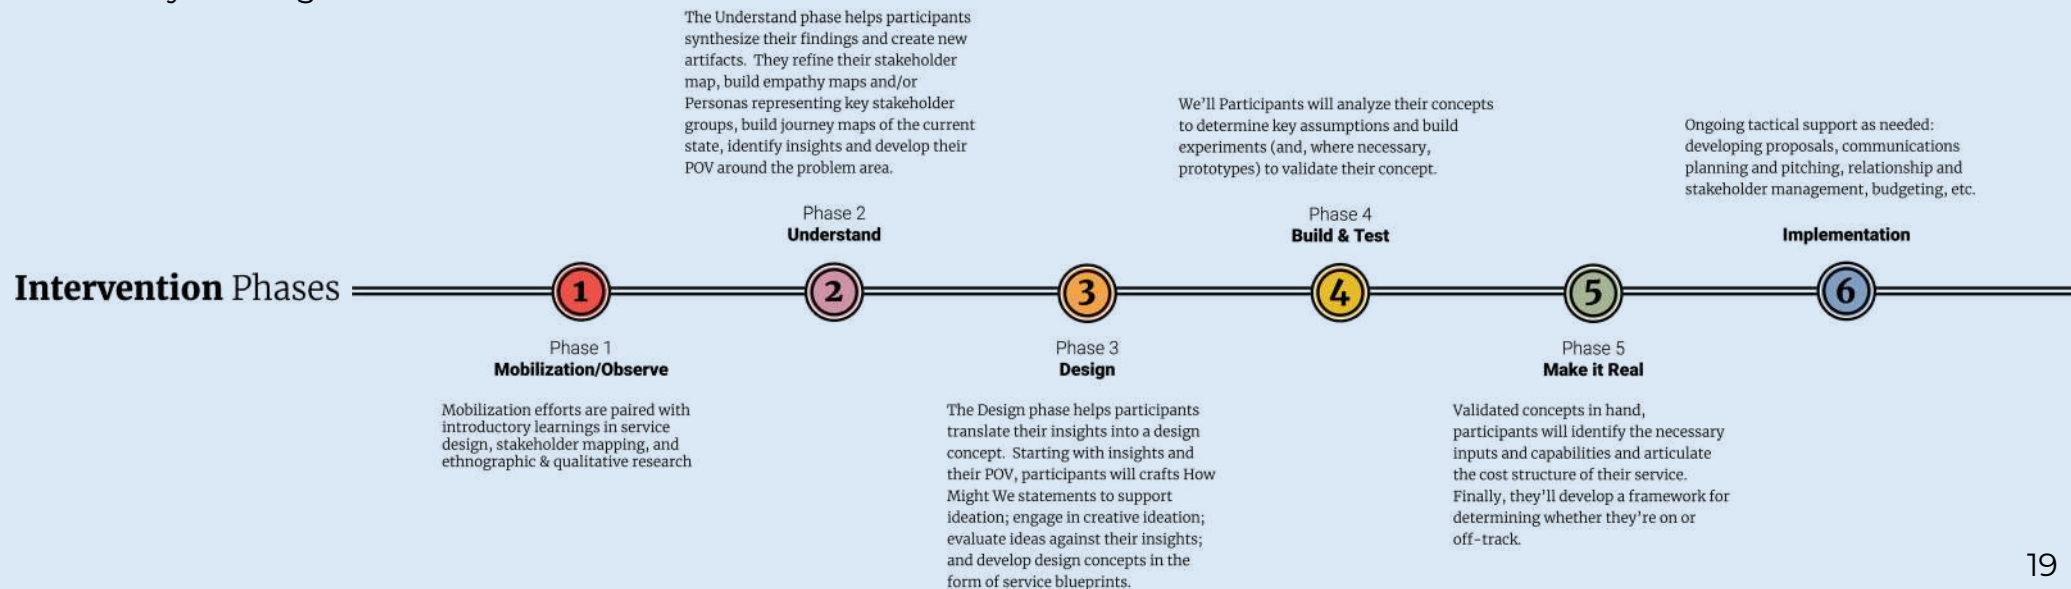 The Understand phase helps participants
synthesize their findings and create new
artifacts. They refine their stakeholder
map, build empathy maps and/or
Personas representing key stakeholder
groups, build journey maps of the current
state, identify insights and develop their
POV around the problem area.
We'll Participants will analyze their concepts
to determine key assumptions and build
experiments (and, where necessary,
prototypes) to validate their concept.
Ongoing tactical support as needed:
developing proposals, communications
planning and pitching, relationship and
stakeholder management, budgeting, etc.
Phase 2
Understand
Phase 4
Build & Test
Implementation
Intervention Phases
1
2
3
4
5
6
Phase 1
Mobilization/Observe
Mobilization efforts are paired with
introductory learnings in service
design, stakeholder mapping, and
ethnographic & qualitative research
Phase 3
Design
The Design phase helps participants
translate their insights into a design
concept. Starting with insights and
their POV, participants will crafts How
Might We statements to support
ideation; engage in creative ideation;
evaluate ideas against their insights;
and develop design concepts in the
form of service blueprints.
Phase 5
Make it Real
Validated concepts in hand,
participants will identify the necessary
inputs and capabilities and articulate
the cost structure of their service.
Finally, they'll develop a framework for
determining whether they're on or
off-track.
19